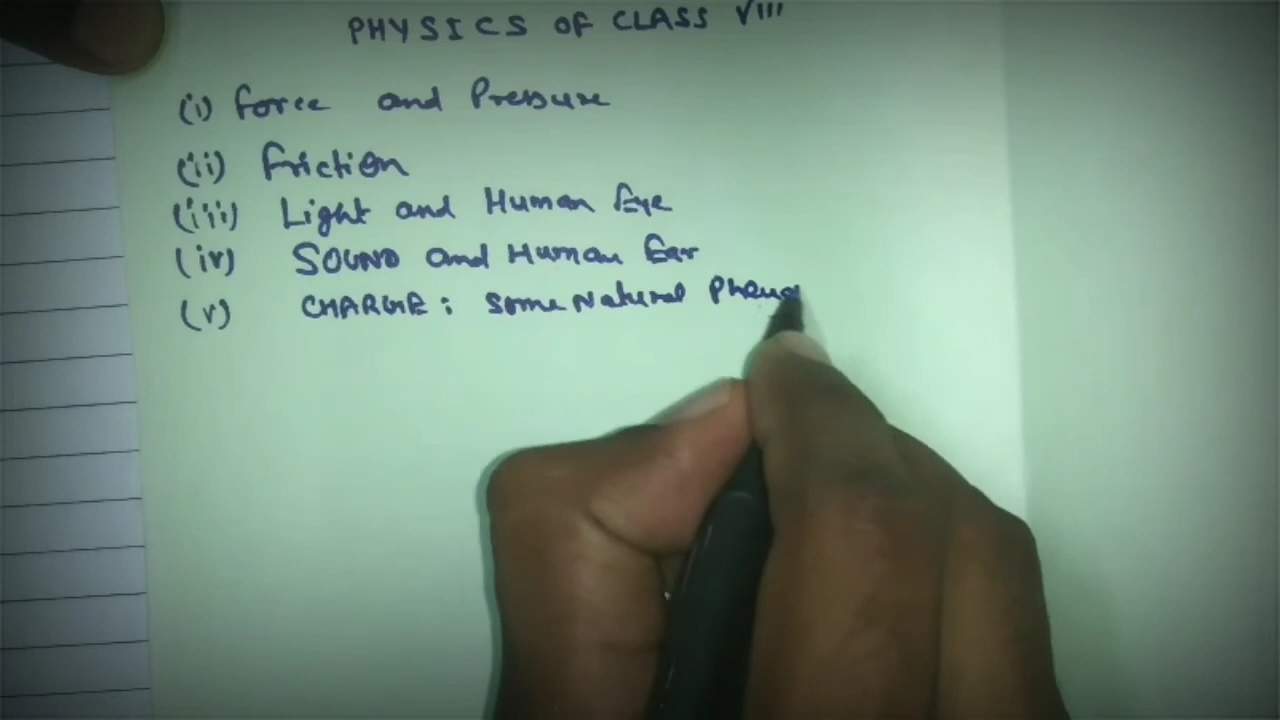 PHYSICS OF CLASS VIII
(i) Force and Pressure
(ii) Friction
(iii) Light and Human Eye
(iv) SOUND and Human Ear
(v) CHARGE: Some Natural Pheno